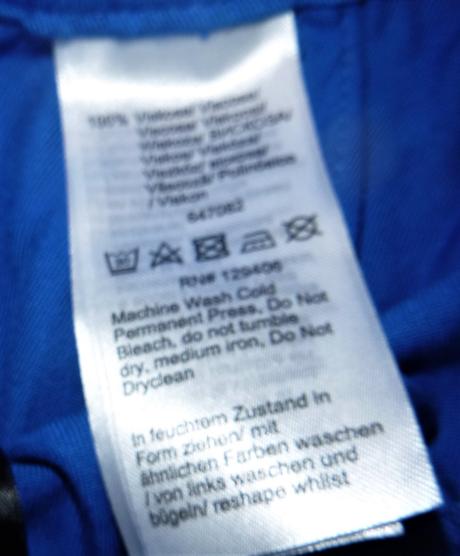 100% Viskose/ Viscose/
/ Viskon
647082
RN# 129406
Machine Wash Cold
Permanent Press, Do Not
Bleach, do not tumble
dry, medium iron, Do Not
Dryclean
In feuchtem Zustand in
Form ziehen/ mit
ähnlichen Farben waschen
/ von links waschen und
bügeln/ reshape whilst